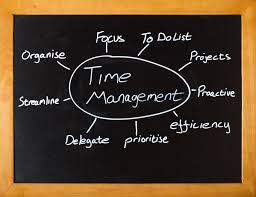 Focus
To Do List
Organise
Projects
Time
Management
Streamline
Proactive
efficiency
Delegate
prioritise